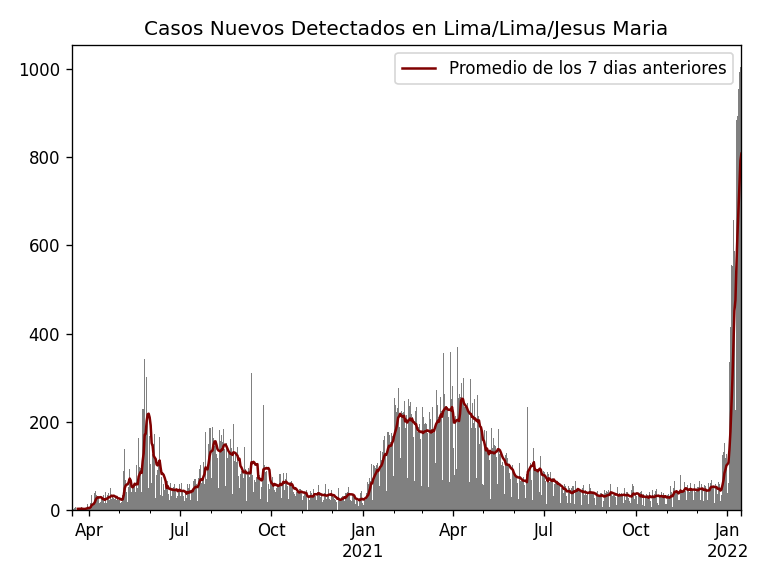 Casos Nuevos Detectados en Lima/Lima/Jesus Maria
Promedio de los 7 dias anteriores
1000
800
600
400
200
0
Apr Jul Oct Jan Apr Jul Oct Jan
2021 2022